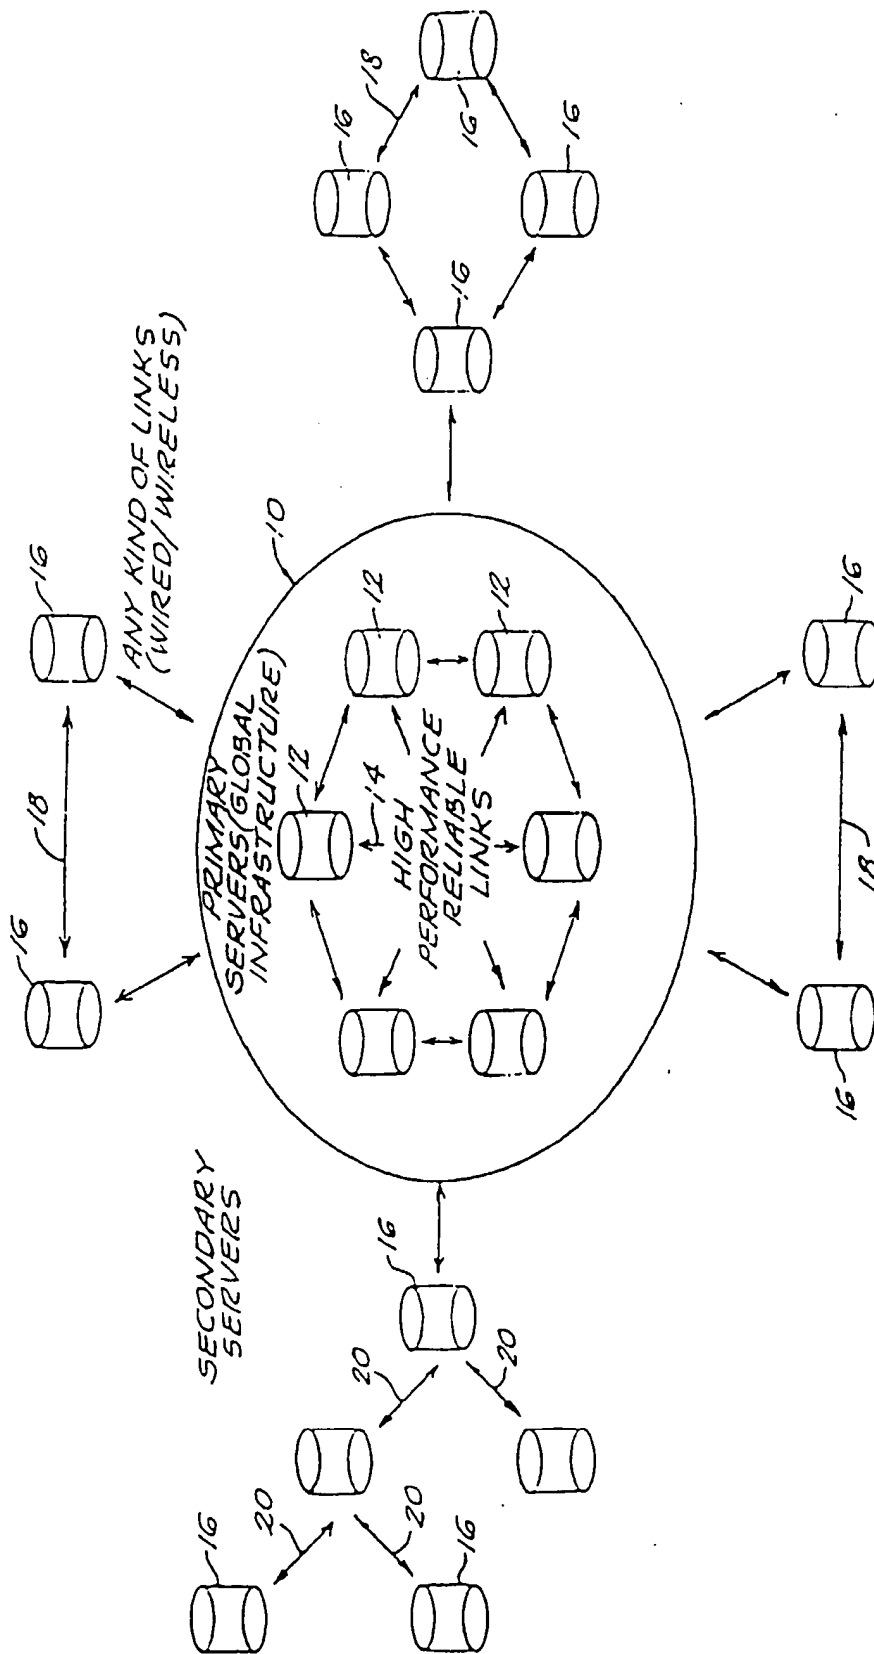 16
18
16
ANY KIND OF LINKS
(WIRED/WIRELESS)
SECONDARY
SERVERS
16
PRIMARY
SERVERS(GLOBAL
INFRASTRUCTURE)
20
10
12
16
18
20
14
12
16
HIGH
PERFORMANCE
RELIABLE
LINKS
20
16
16
16
20
12
16
16
16
18